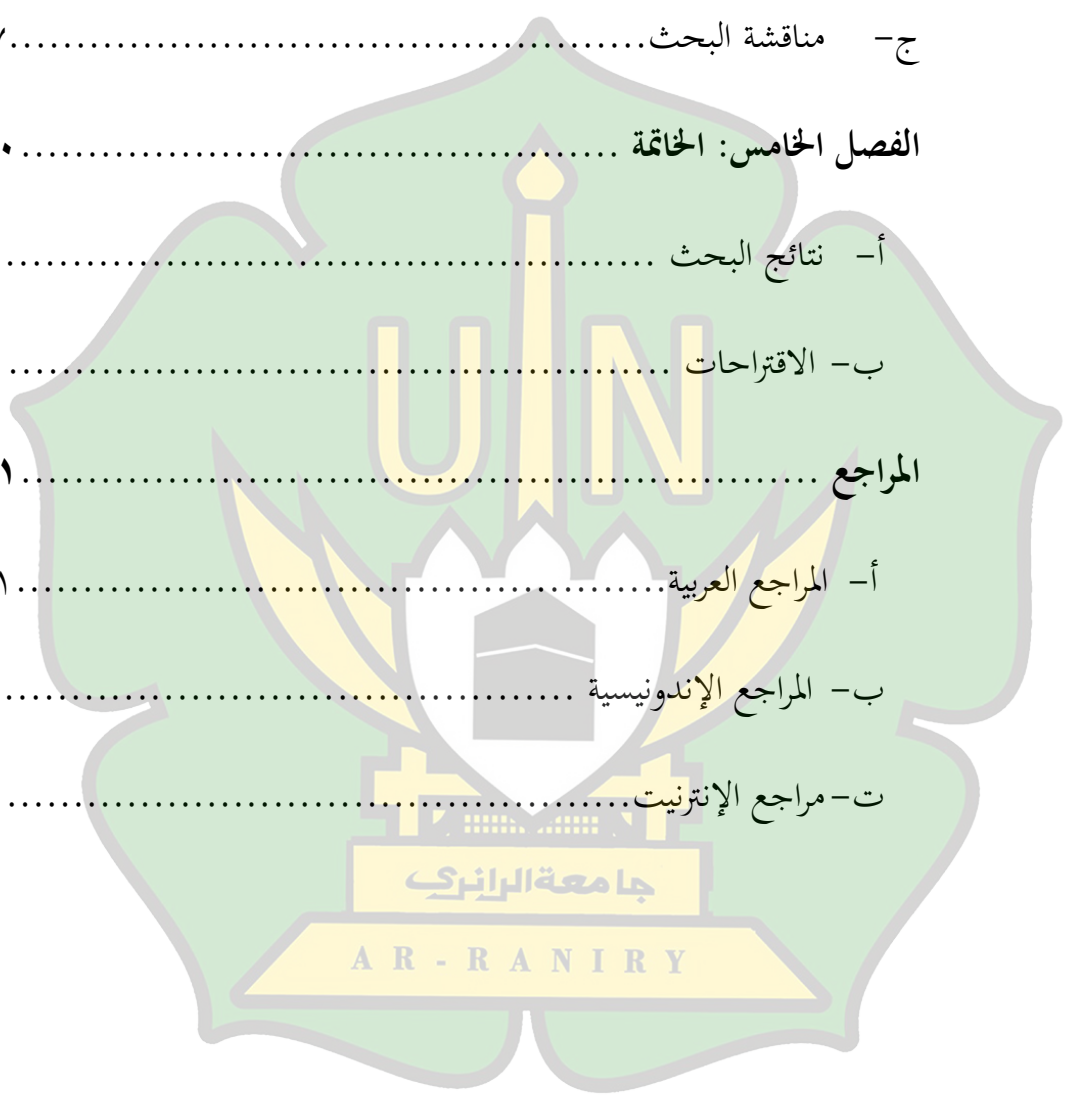 ج- مناقشة البحث................................................
الفصل الخامس: الخاتمة .............................................
أ- نتائج البحث .................................................
ب- الاقتراحات ..................................................
المراجع ............................................................
أ- المراجع العربية.................................................
ب- المراجع الإندونيسية ...........................................
ت- مراجع الإنترنيت...............................................
UIN
جامعة الرانري
AR-RANIRY